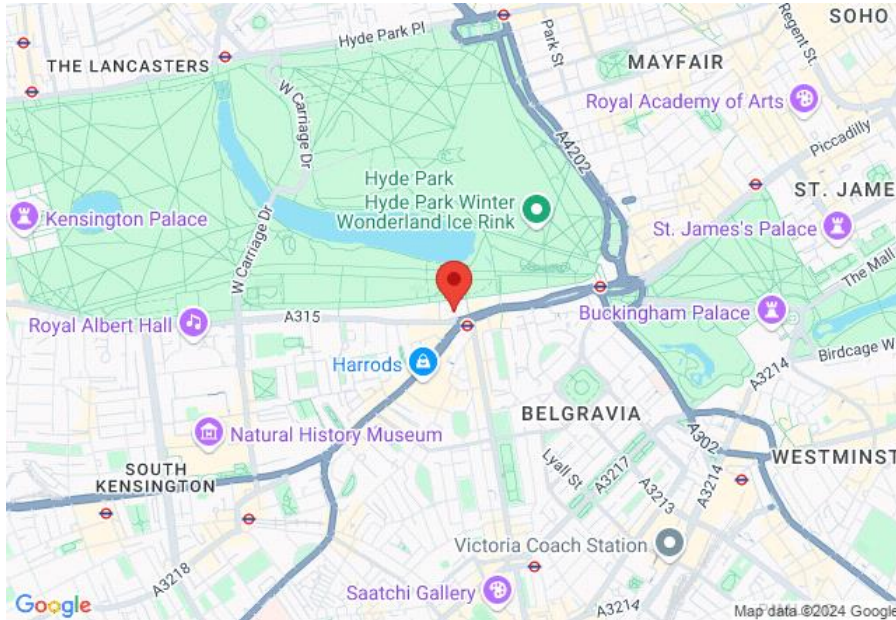 SOHO
Hyde Park Pl
Park St
Regent St.
THE LANCASTERS
MAYFAIR
W Carriage Dr
Royal Academy of Arts
A4202
Piccadilly
Hyde Park
Hyde Park Winter
Wonderland Ice Rink
ST. JAME
Kensington Palace
W Carriage Dr
St. James's Palace
The Mall
Royal Albert Hall
A315
Buckingham Palace
Birdcage W
Harrods
A3214
BELGRAVIA
Natural History Museum
A302
WESTMINST
SOUTH
KENSINGTON
Lyall St
A3217
A3213
A3214
Victoria Coach Station
A3218
Saatchi Gallery
A3214
Google
Map data ©2024 Google